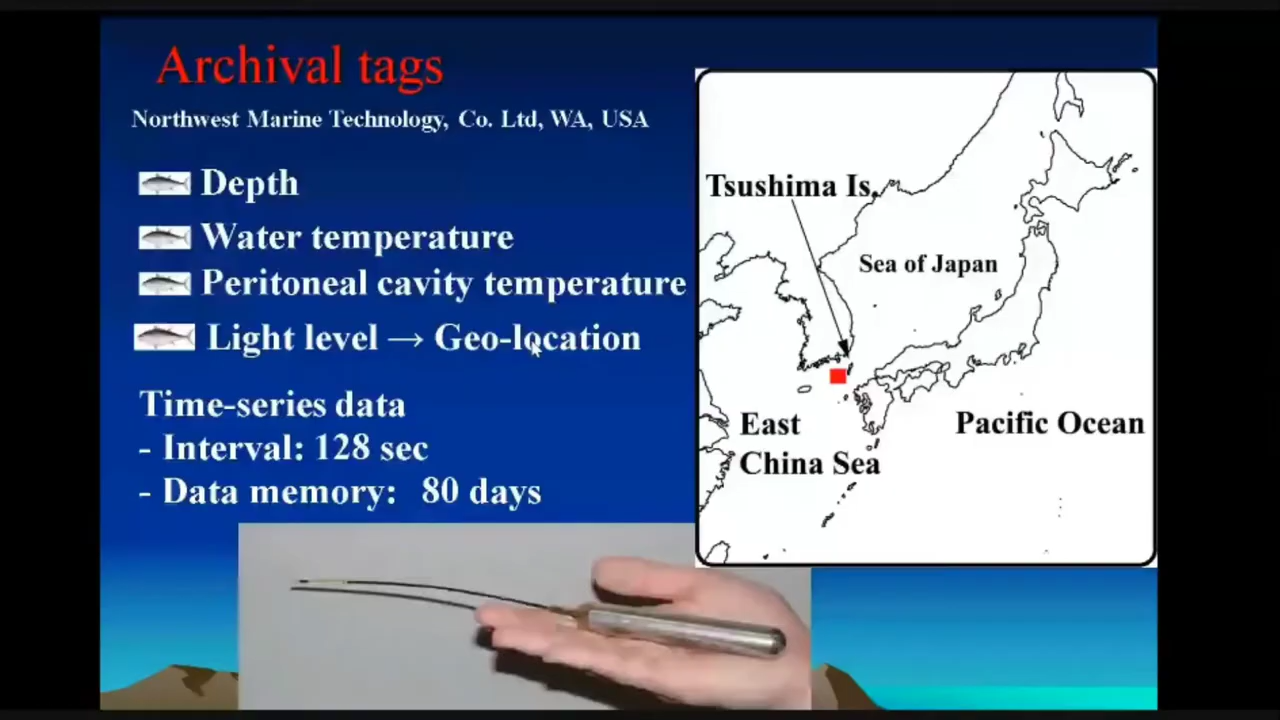 Archival tags
Northwest Marine Technology, Co. Ltd, WA, USA
Depth
Water temperature
Peritoneal cavity temperature
Light level → Geo-location
Time-series data
- Interval: 128 sec
- Data memory: 80 days
Tsushima Is.
Sea of Japan
East
China Sea
Pacific Ocean